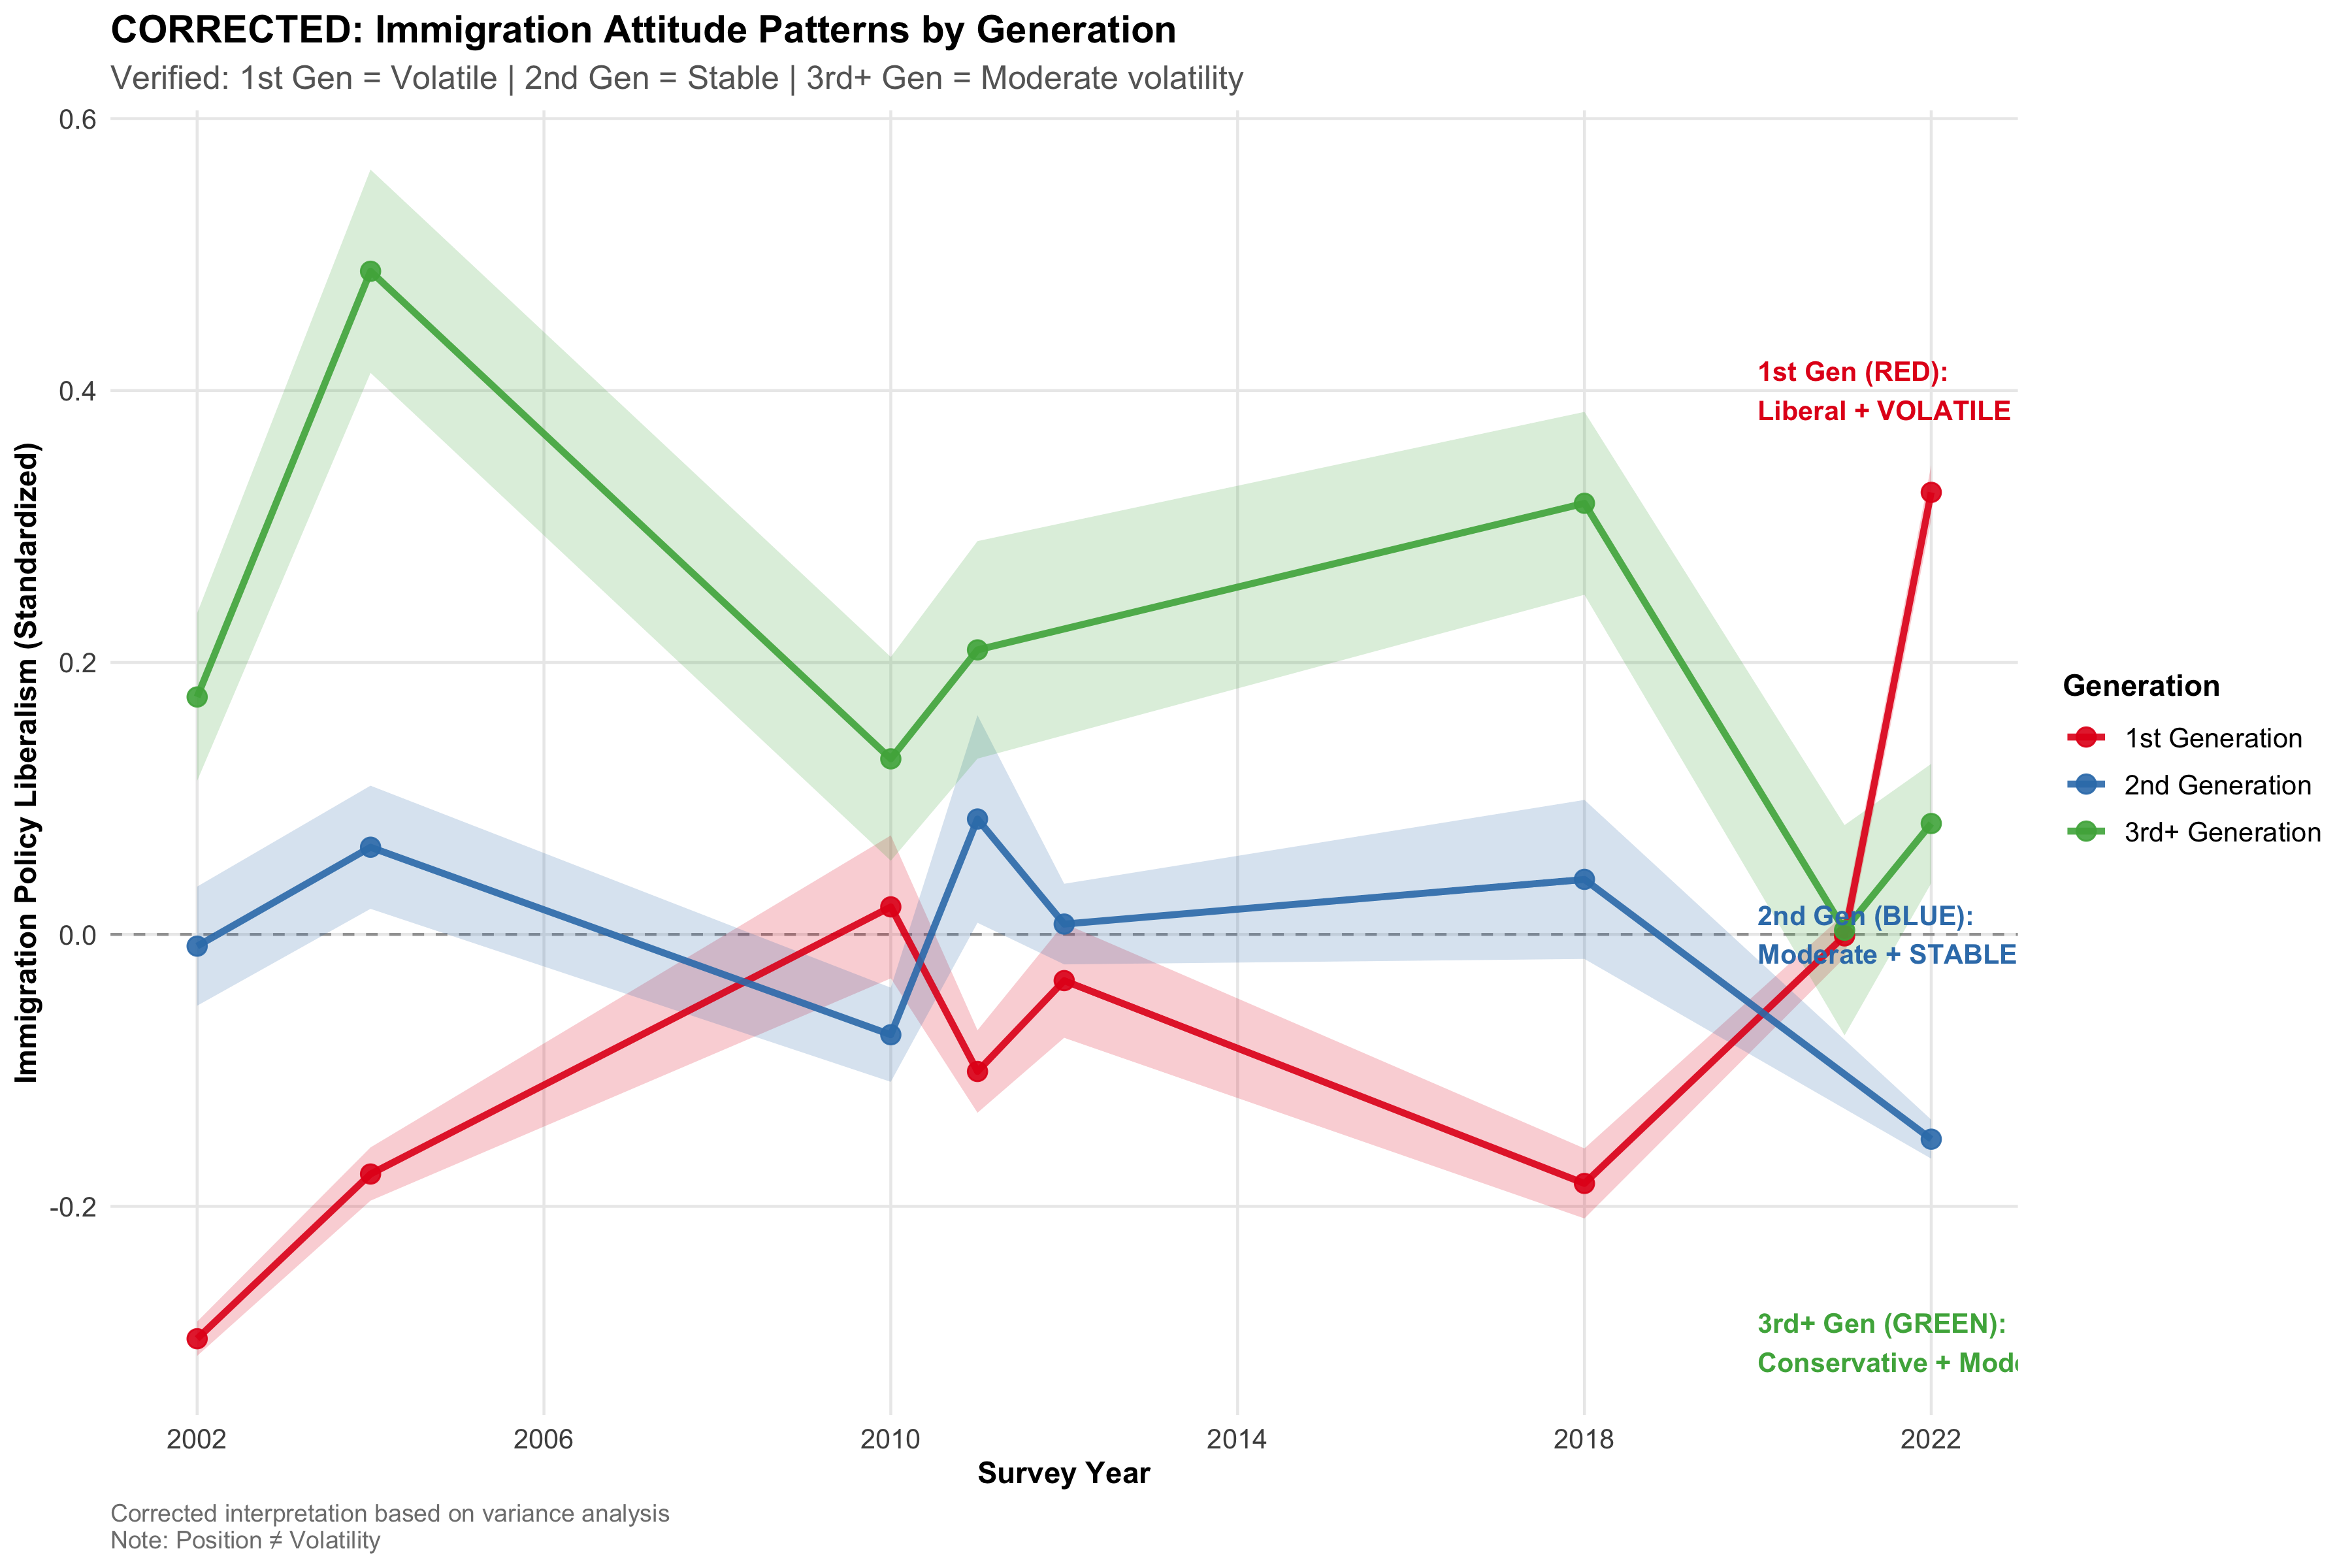 CORRECTED: Immigration Attitude Patterns by Generation
Verified: 1st Gen = Volatile | 2nd Gen = Stable | 3rd+ Gen = Moderate volatility
Immigration Policy Liberalism (Standardized)
0.6
0.4
0.2
0.0
-0.2
1st Gen (RED):
Liberal + VOLATILE
2nd Gen (BLUE):
Moderate + STABLE
3rd+ Gen (GREEN):
Conservative +
Generation
1st Generation
2nd Generation
3rd+ Generation
2002
2006
2010
2014
2018
2022
Survey Year
Corrected interpretation based on variance analysis
Note: Position ≠ Volatility